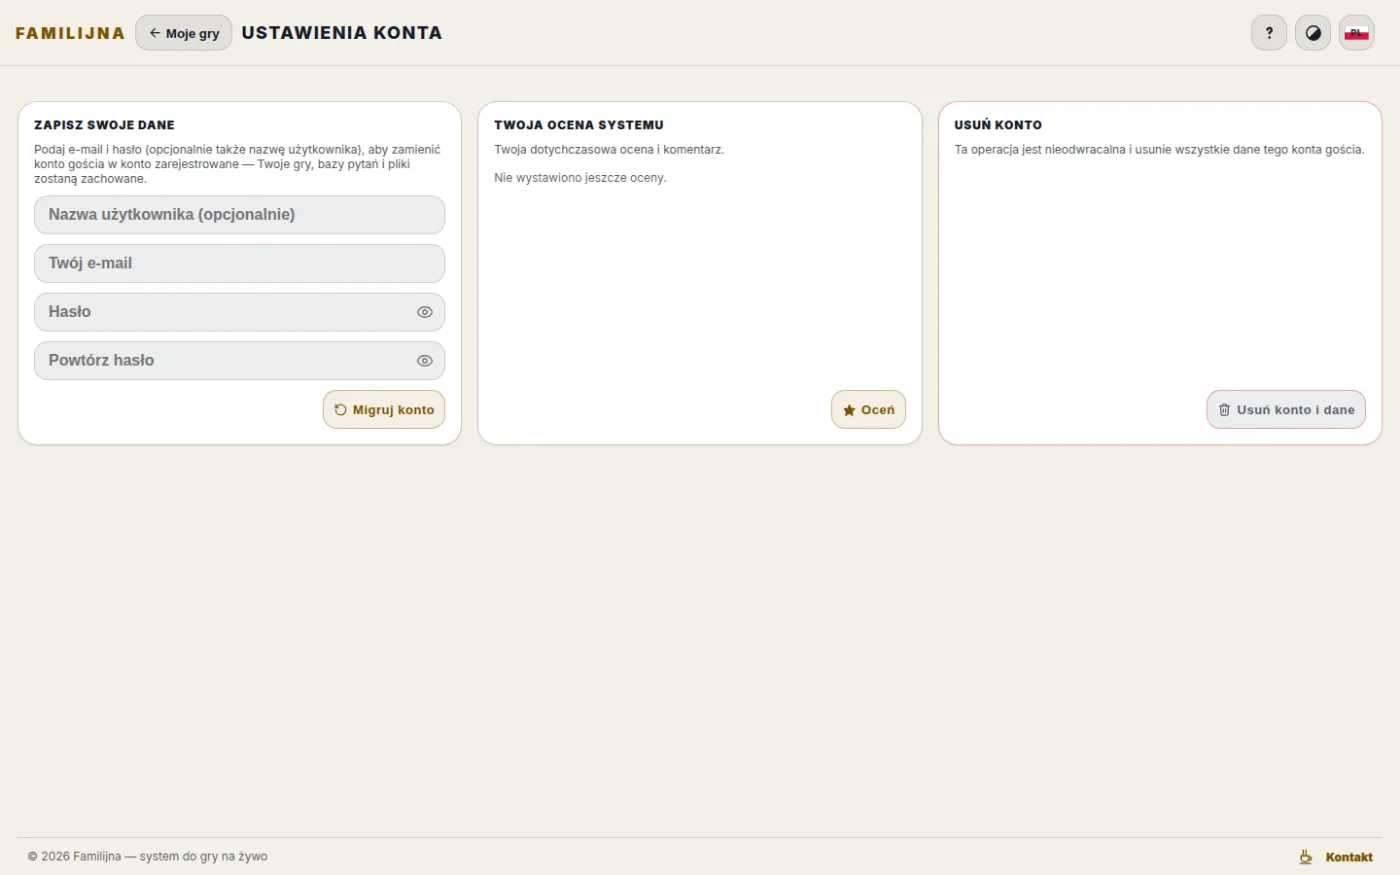 FAMILIJNA
← Moje gry
USTAWIENIA KONTA
?
PL
ZAPISZ SWOJE DANE
Podaj e-mail i hasło (opcjonalnie także nazwę użytkownika), aby zamienić
konto gościa w konto zarejestrowane — Twoje gry, bazy pytań i pliki
zostaną zachowane.
Nazwa użytkownika (opcjonalnie)
Twój e-mail
Hasło
Powtórz hasło
Migruj konto
TWOJA OCENA SYSTEMU
Twoja dotychczasowa ocena i komentarz.
Nie wystawiono jeszcze oceny.
Oceń
USUŃ KONTO
Ta operacja jest nieodwracalna i usunie wszystkie dane tego konta gościa.
Usuń konto i dane
© 2026 Familijna — system do gry na żywo
Kontakt